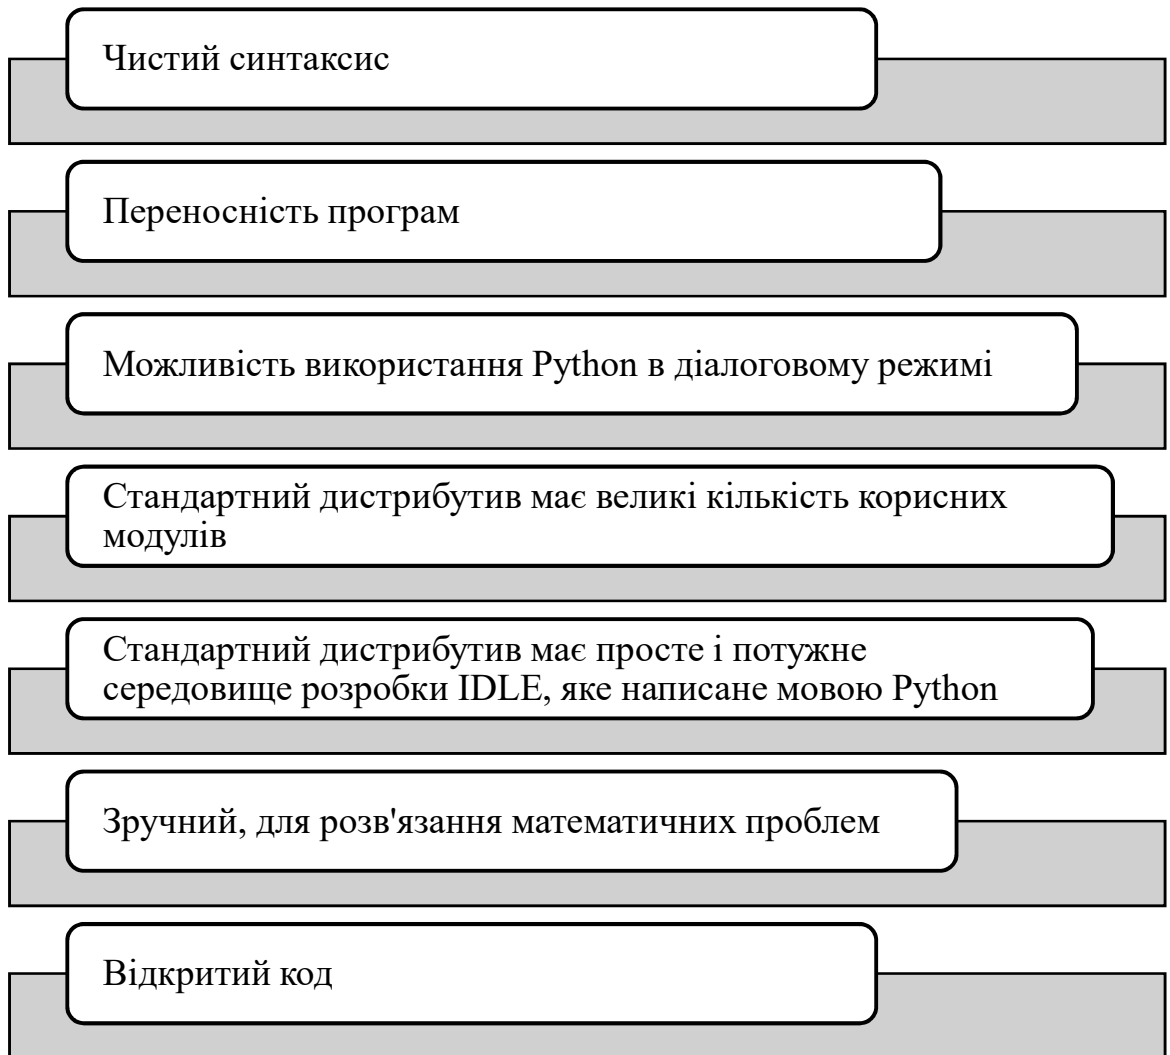 Чистий синтаксис
Переносність програм
Можливість використання Python в діалоговому режимі
Стандартний дистрибутив має великі кількість корисних
модулів
Стандартний дистрибутив має просте і потужне
середовище розробки IDLE, яке написане мовою Python
Зручний, для розв'язання математичних проблем
Відкритий код